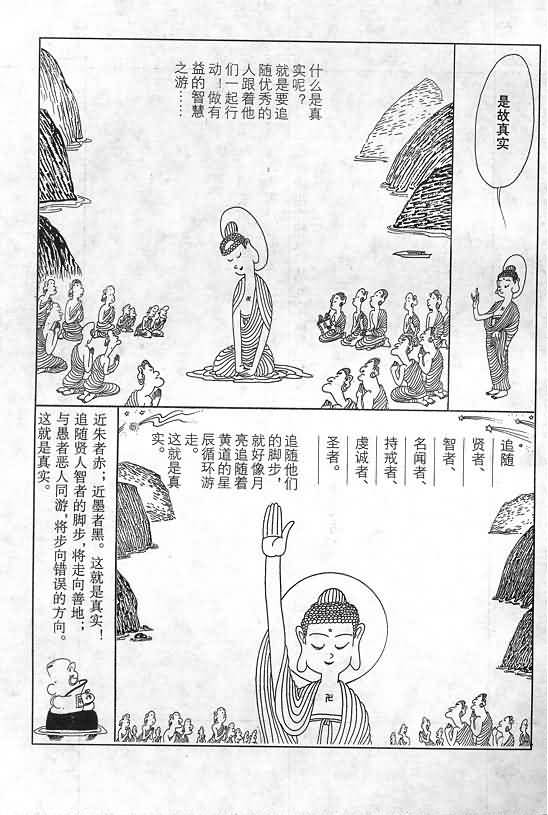 是故真实
什么是真
实呢？
就是要追
随优秀的
人跟着他
们一起行
动！做有
益的智慧
之游……
追随
贤者、
智者、
名闻者、
持戒者、
虔诚者、
圣者。
追随他们
的脚步，
就好像月
亮追随着
黄道的星
辰循环游
走。
这就是真
实。
近朱者赤；近墨者黑。这就是真实！
追随贤人智者的脚步，将走向善地；
与愚者恶人同游，将步向错误的方向。
这就是真实。